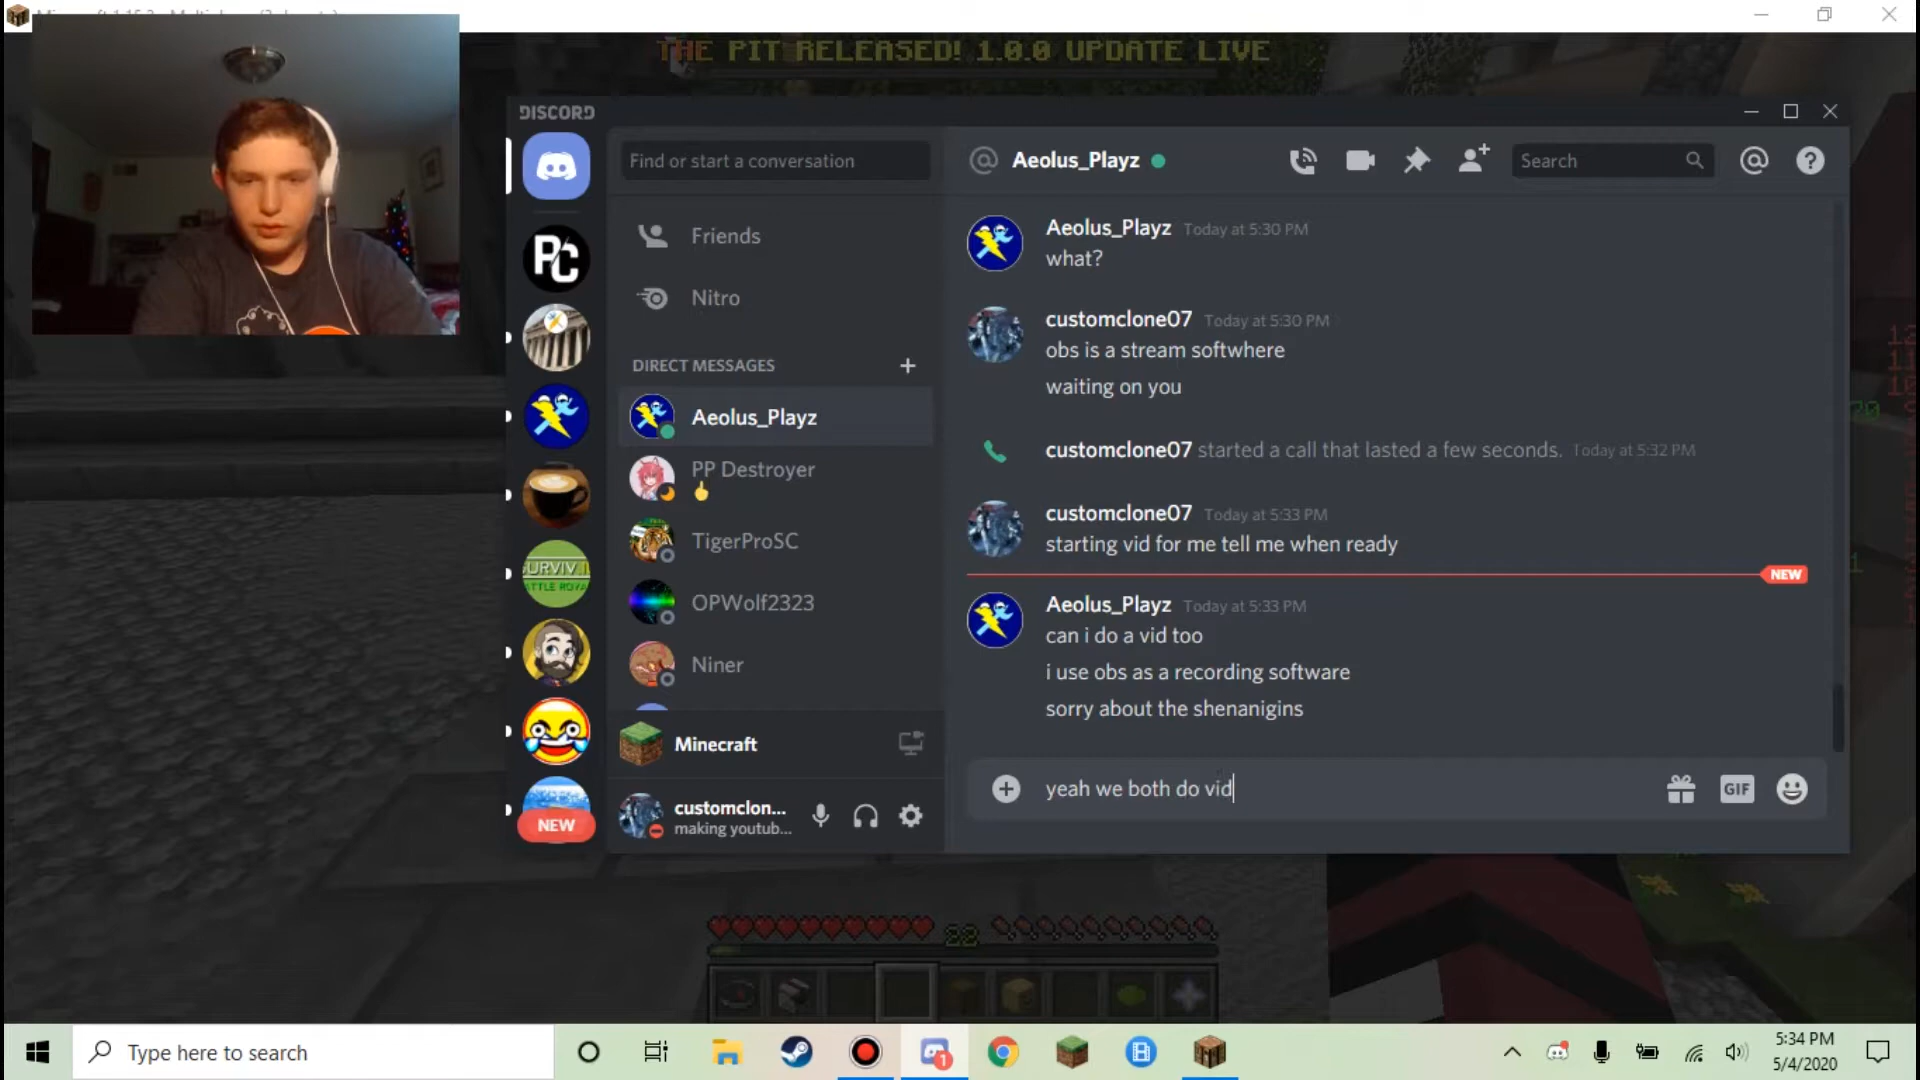 THE PIT RELEASED! 1.0.0 UPDATE LIVE
DISCORD
Find or start a conversation
Friends
Nitro
DIRECT MESSAGES
Aeolus_Playz
PP Destroyer
TigerProSC
OPWolf2323
Niner
Minecraft
customclon...
making youtub...
PC
SURVIV.I
NEW
Aeolus_Playz
Search
Aeolus_Playz Today at 5:30 PM
what?
customclone07 Today at 5:30 PM
obs is a stream softwhere
waiting on you
customclone07 started a call that lasted a few seconds. Today at 5:32 PM
customclone07 Today at 5:33 PM
starting vid for me tell me when ready
NEW
Aeolus_Playz Today at 5:33 PM
can i do a vid too
i use obs as a recording software
sorry about the shenanigins
yeah we both do vid
GIF
22
Type here to search
1
5:34 PM
5/4/2020